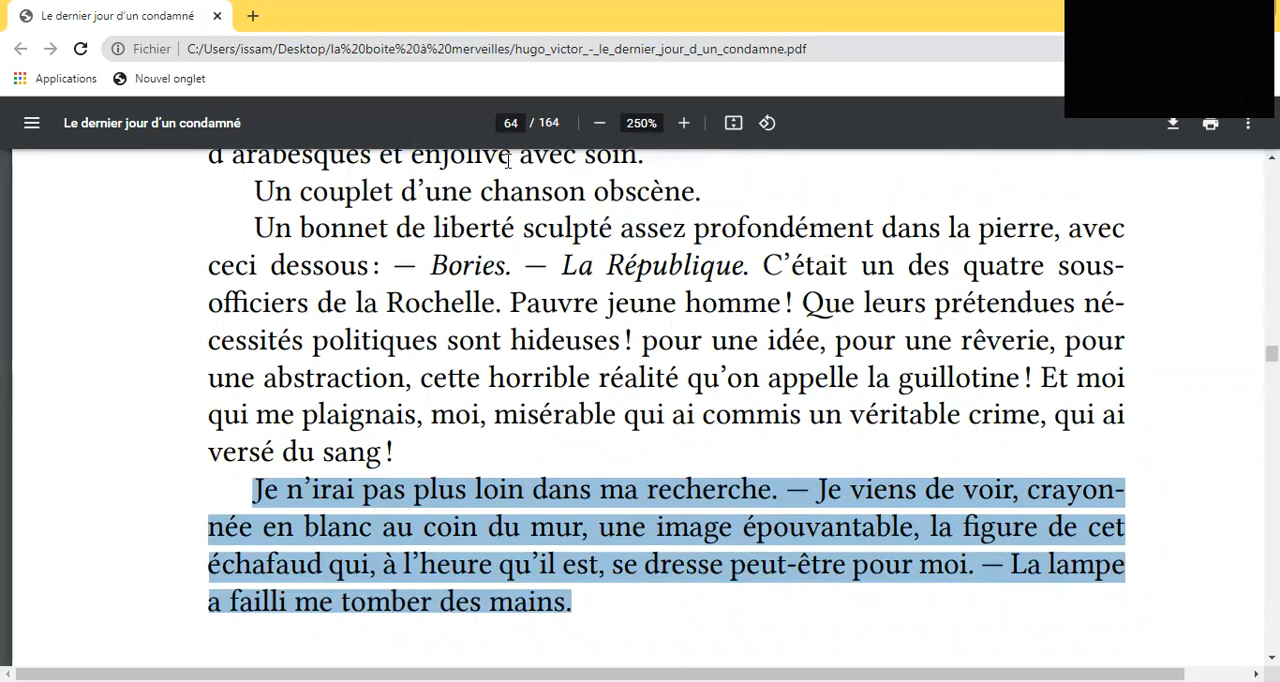 Le dernier jour d'un condamné
Fichier C:/Users/issam/Desktop/la%20boite%20à%20merveilles/hugo_victor_-_le_dernier_jour_d_un_condamne.pdf
Applications Nouvel onglet
Le dernier jour d'un condamné 64 / 164 250%
d'arabesques et enjolivé avec soin.
Un couplet d'une chanson obscène.
Un bonnet de liberté sculpté assez profondément dans la pierre, avec
ceci dessous : — Bories. — La République. C'était un des quatre sous-
officiers de la Rochelle. Pauvre jeune homme ! Que leurs prétendues né-
cessités politiques sont hideuses ! pour une idée, pour une rêverie, pour
une abstraction, cette horrible réalité qu'on appelle la guillotine ! Et moi
qui me plaignais, moi, misérable qui ai commis un véritable crime, qui ai
versé du sang !
Je n'irai pas plus loin dans ma recherche. — Je viens de voir, crayon-
née en blanc au coin du mur, une image épouvantable, la figure de cet
échafaud qui, à l'heure qu'il est, se dresse peut-être pour moi. — La lampe
a failli me tomber des mains.